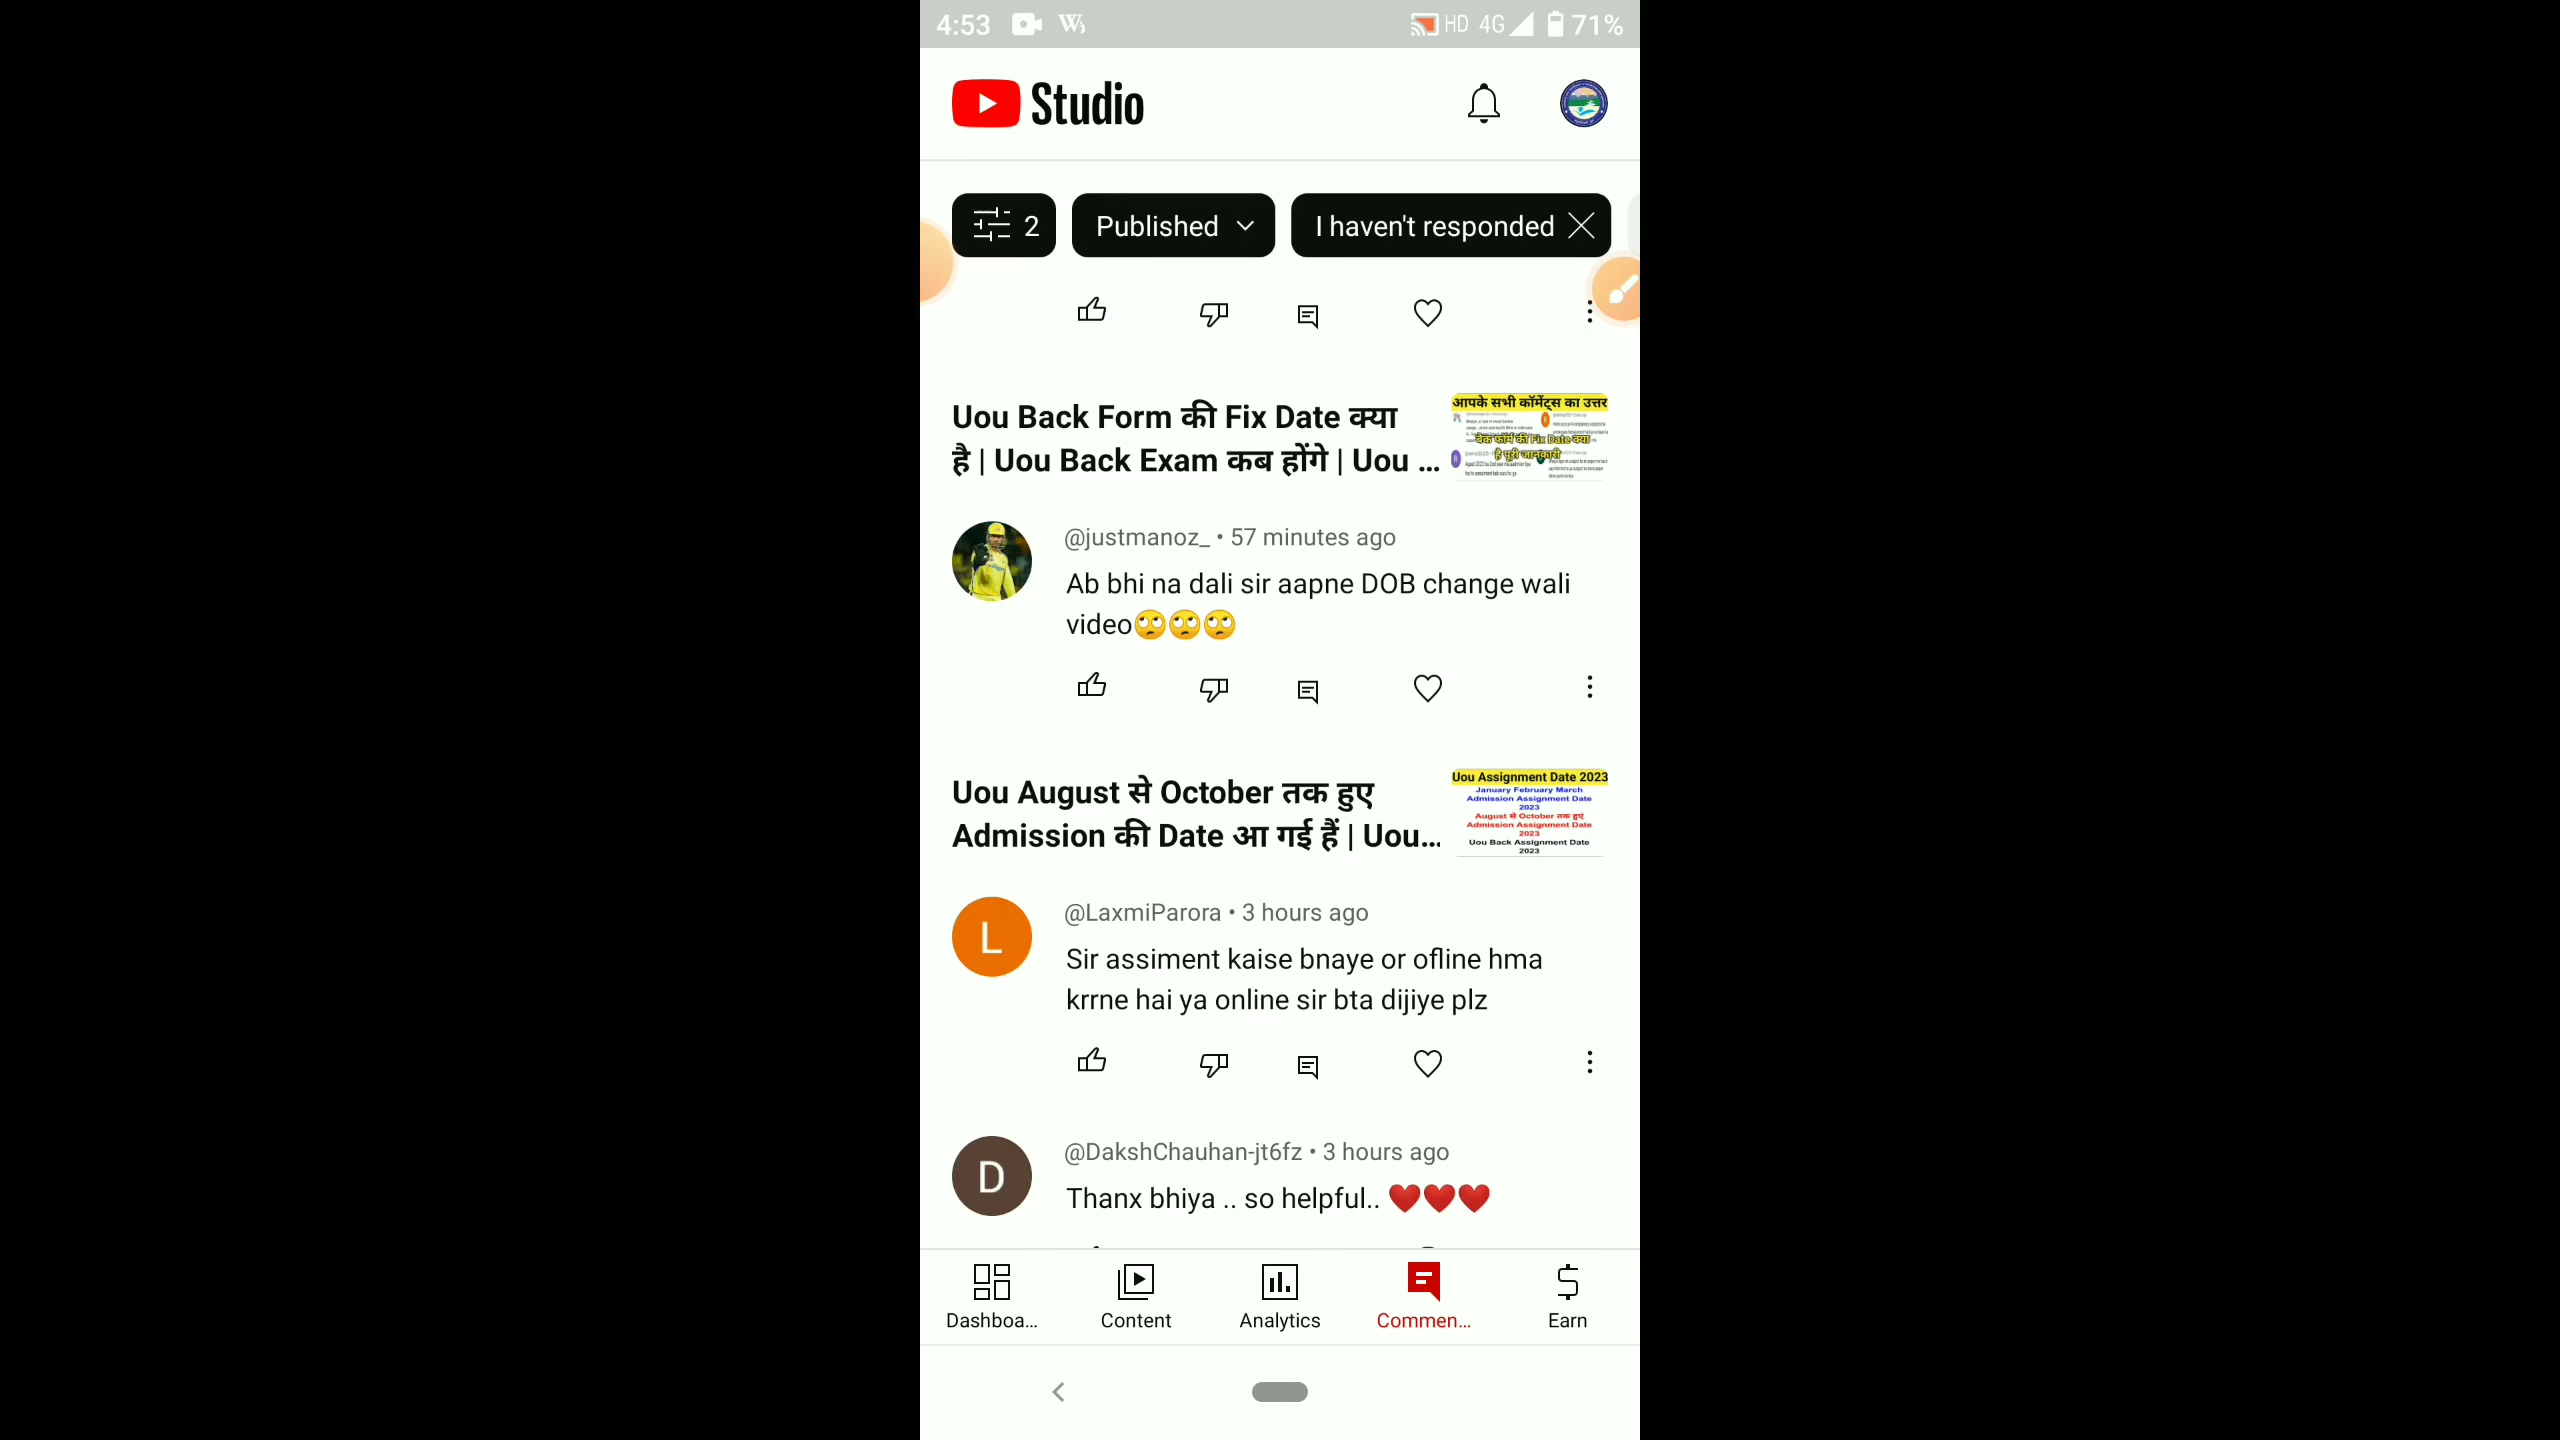 4:53 HD 4G 71%
Studio
2 Published I haven't responded
Uou Back Form की Fix Date क्या
है | Uou Back Exam कब होंगे | Uou ...
आपके सभी कॉमेंट्स का उत्तर
बैक फॉर्म की Fix Date क्या
है पूरी जानकारी
@justmanoz_ • 57 minutes ago
Ab bhi na dali sir aapne DOB change wali
video🙄🙄🙄
Uou August से October तक हुए
Admission की Date आ गई हैं | Uou...
Uou Assignment Date 2023
January February March
Admission Assignment Date
2023
August से October तक हुए
Admission Assignment Date
2023
Uou Back Assignment Date
2023
@LaxmiParora • 3 hours ago
L
Sir assiment kaise bnaye or ofline hma
krrne hai ya online sir bta dijiye plz
@DakshChauhan-jt6fz • 3 hours ago
D
Thanx bhiya .. so helpful.. ❤️❤️❤️
Dashboa... Content Analytics Commen... Earn